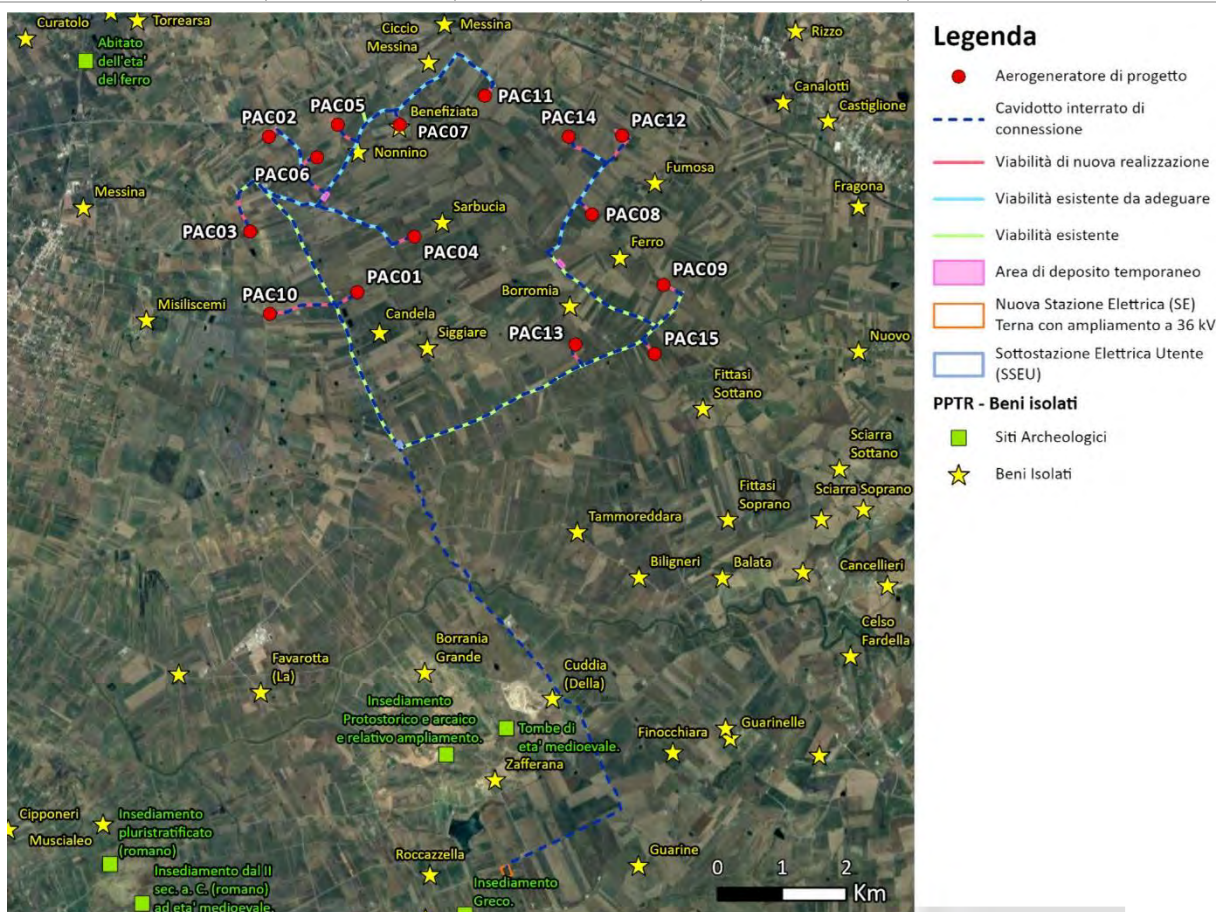 Curatolo
Torrearsa
Abitato
dell'eta'
del ferro
Ciccio
Messina
Messina
Rizzo
Canalotti
Castiglione
PAC02
PAC05
Benefiziata
PAC07
PAC11
PAC14
PAC12
Nonnino
PAC06
Fumosa
Fragona
Messina
Sarbucia
PAC08
PAC03
PAC04
Ferro
PAC01
PAC09
PAC10
Borromia
Misiliscemi
Candela
Siggiare
PAC13
PAC15
Nuovo
Fittasi
Sottano
Sciarra
Sottano
Fittasi
Soprano
Sciarra Soprano
Tammoreddara
Biligneri
Balata
Cancellieri
Celso
Fardella
Borrania
Grande
Cuddia
(Della)
Favarotta
(La)
Insediamento
Protostorico e arcaico
e relativo ampliamento.
Tombe di
eta' medioevale.
Finocchiara
Guarinelle
Zafferana
Cipponeri
Muscialeo
Insediamento
pluristratificato
(romano)
Roccazzella
Guarine
Insediamento dal II
sec. a. C. (romano)
ad eta' medioevale.
Insediamento
Greco.
0 1 2
Km
Legenda
Aerogeneratore di progetto
Cavidotto interrato di
connessione
Viabilità di nuova realizzazione
Viabilità esistente da adeguare
Viabilità esistente
Area di deposito temporaneo
Nuova Stazione Elettrica (SE)
Terna con ampliamento a 36 kV
Sottostazione Elettrica Utente
(SSEU)
PPTR - Beni isolati
Siti Archeologici
Beni Isolati